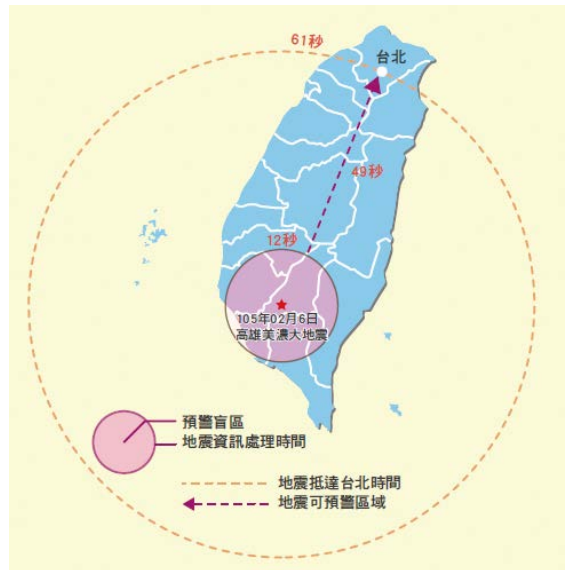 61秒
台北
49秒
12秒
105年02月6日
高雄美濃大地震
預警盲區
地震資訊處理時間
地震抵達台北時間
地震可預警區域